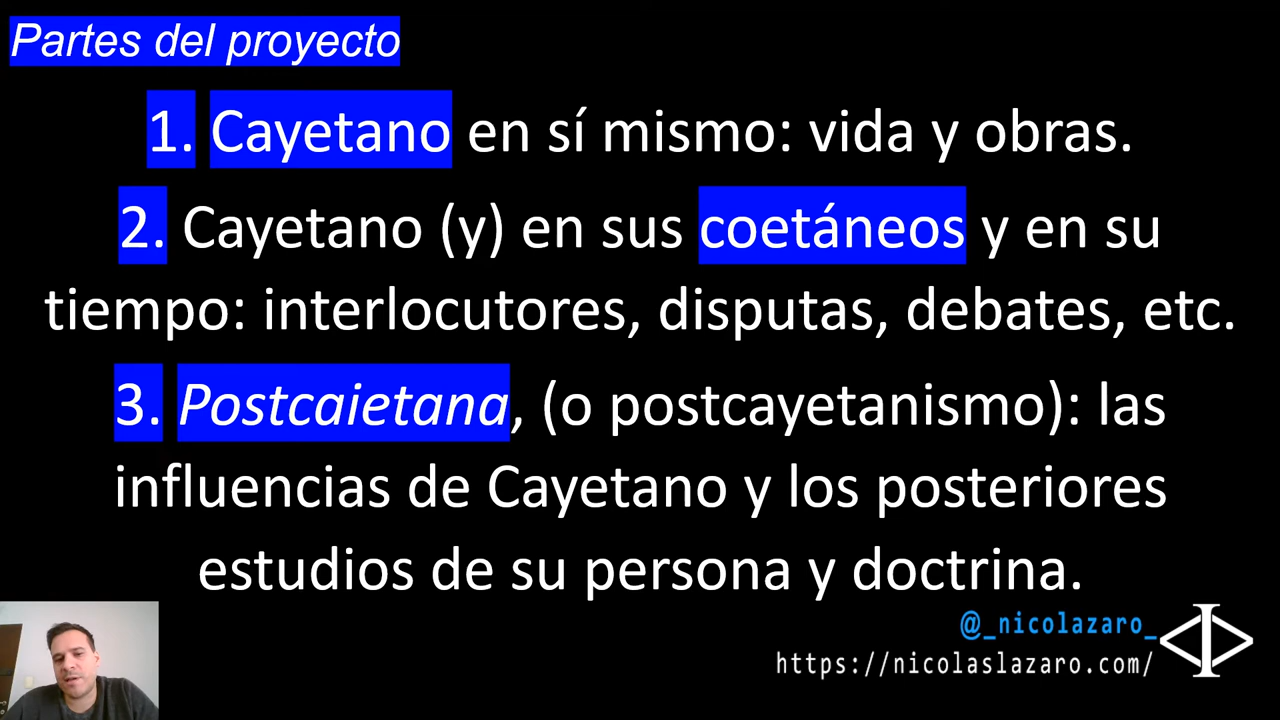 Partes del proyecto
1. Cayetano en sí mismo: vida y obras.
2. Cayetano (y) en sus coetáneos y en su
tiempo: interlocutores, disputas, debates, etc.
3. Postcaietana, (o postcayetanismo): las
influencias de Cayetano y los posteriores
estudios de su persona y doctrina.
@_nicolazaro_
https://nicolaslazaro.com/